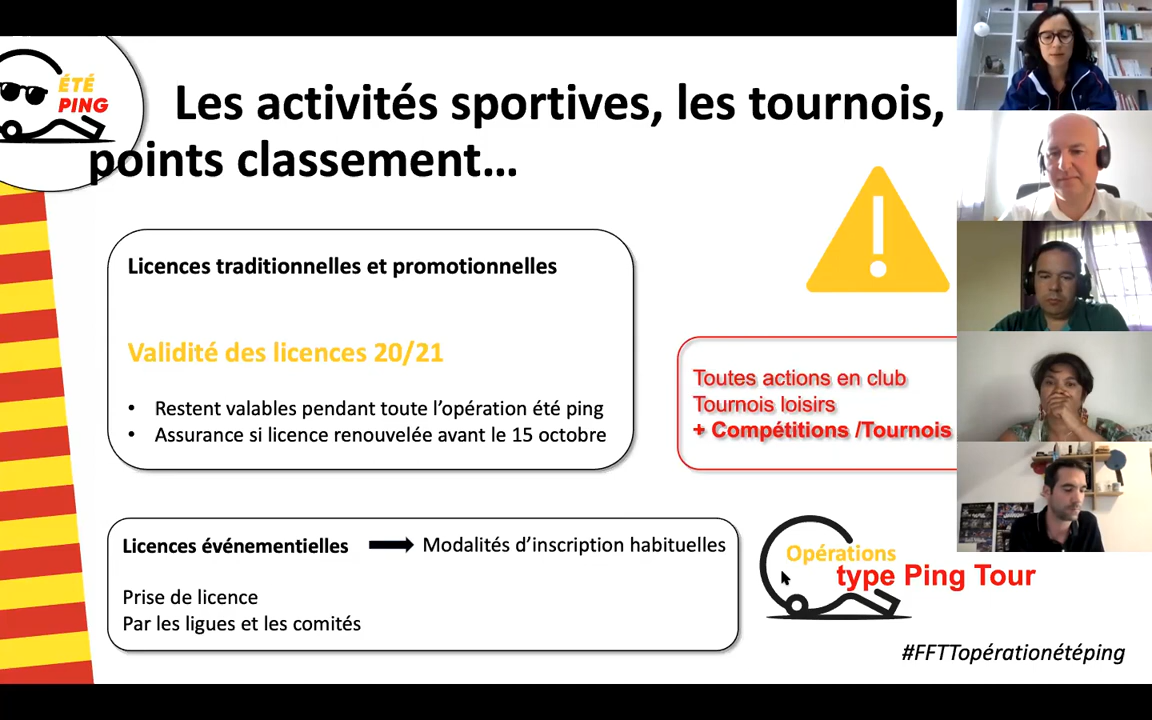 ÉTÉ
PING
Les activités sportives, les tournois,
points classement…
Licences traditionnelles et promotionnelles
Validité des licences 20/21
• Restent valables pendant toute l’opération été ping
• Assurance si licence renouvelée avant le 15 octobre
Toutes actions en club
Tournois loisirs
+ Compétitions /Tournois
Licences événementielles Modalités d’inscription habituelles
Prise de licence
Par les ligues et les comités
Opérations
type Ping Tour
#FFTTopérationétéping